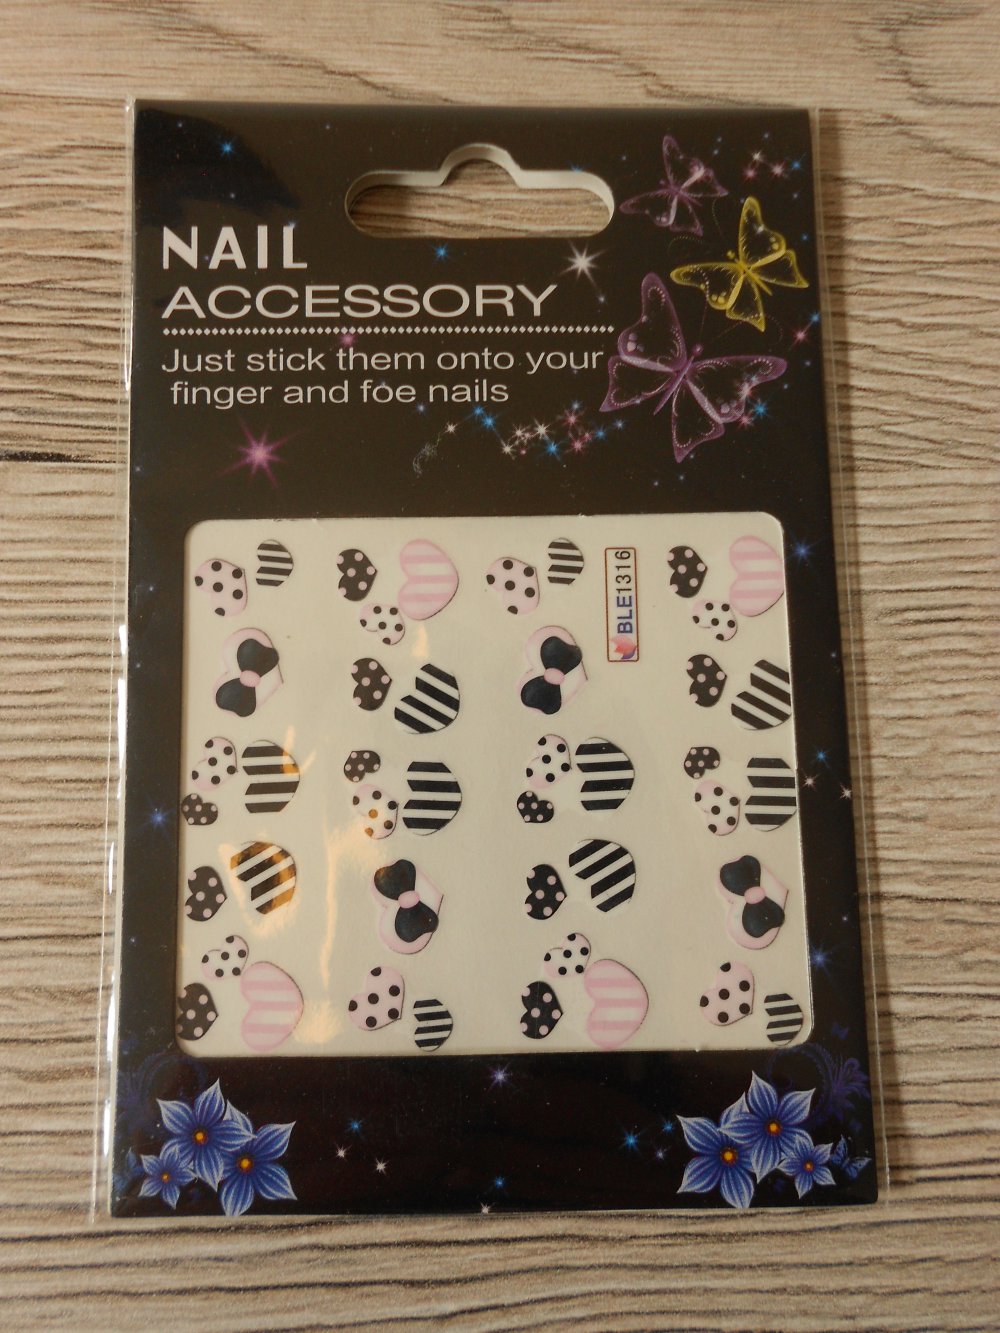 NAIL
ACCESSORY
Just stick them onto your
finger and foe nails
BLE1316